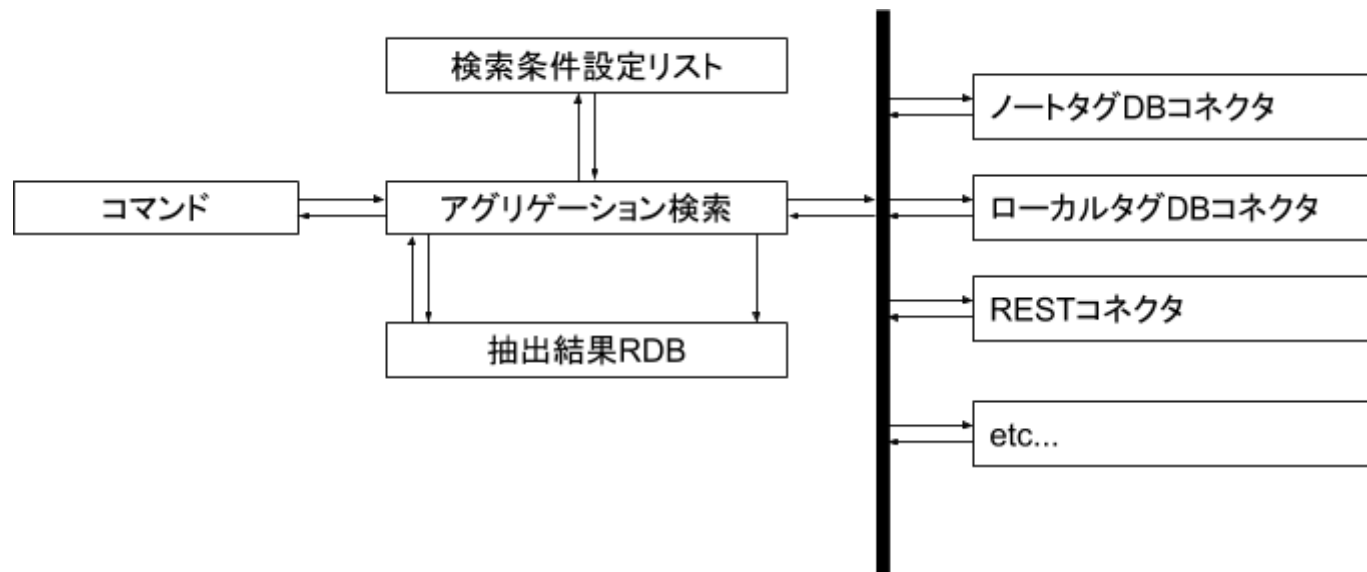 検索条件設定リスト
ノートタグDBコネクタ
コマンド
アグリゲーション検索
ローカルタグDBコネクタ
RESTコネクタ
抽出結果RDB
etc...